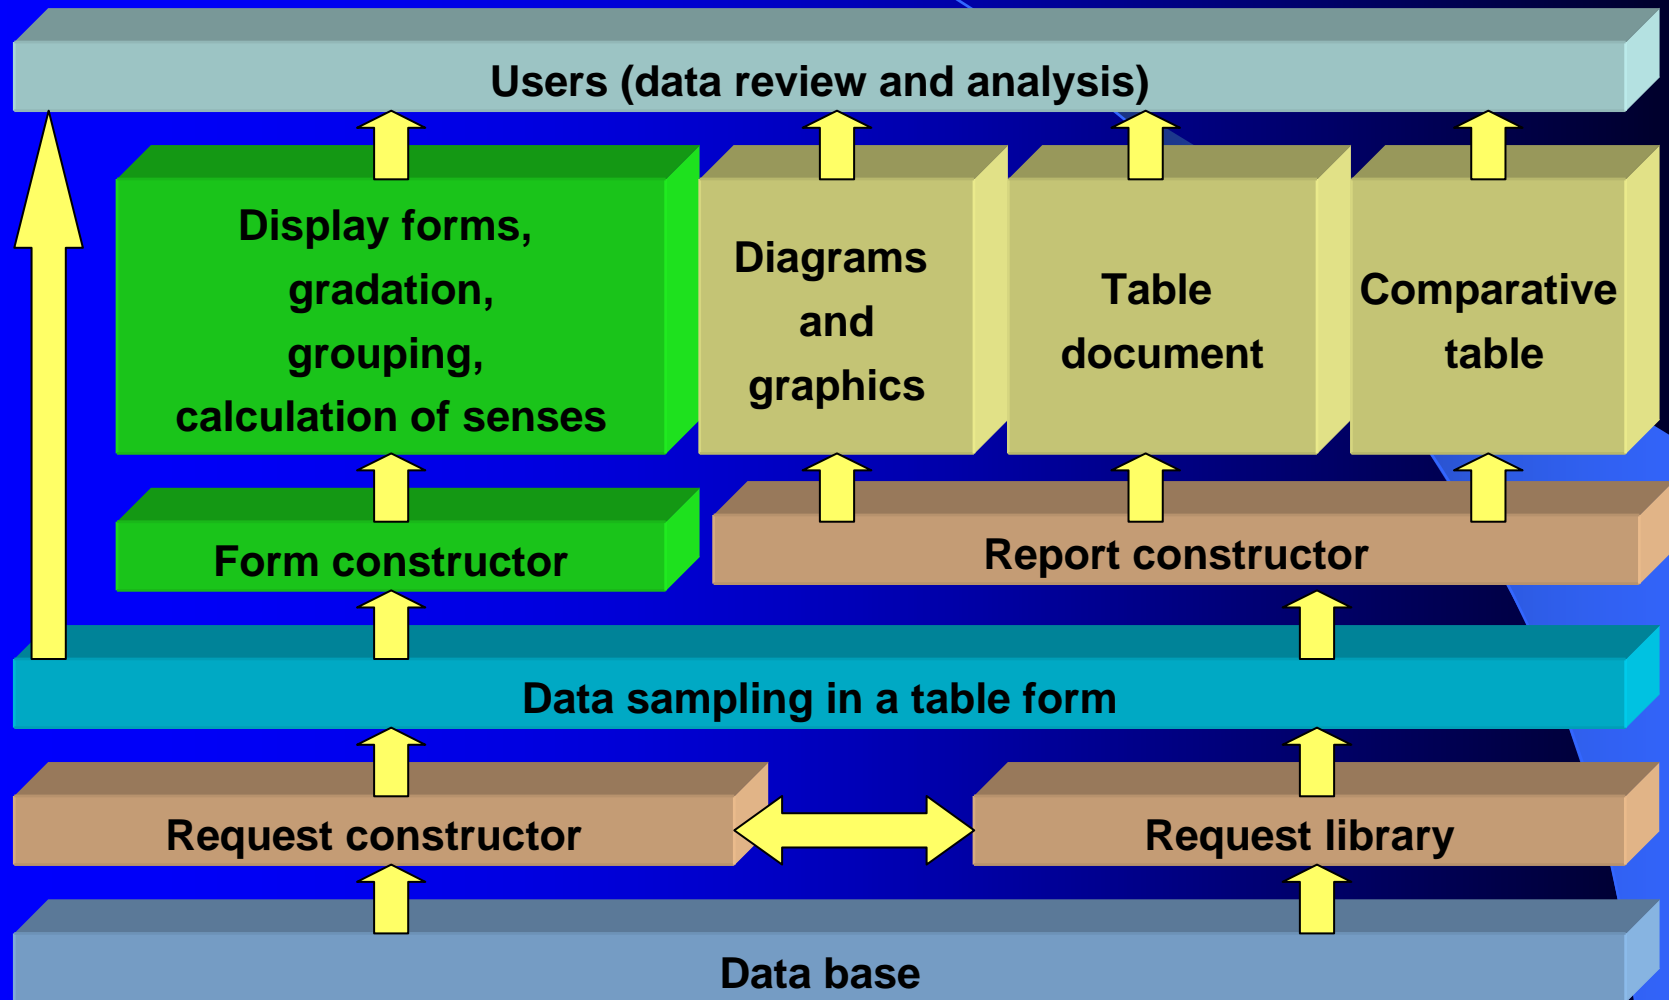 Users (data review and analysis)
Display forms,
gradation,
grouping,
calculation of senses
Diagrams
and
graphics
Table
document
Comparative
table
Form constructor
Report constructor
Data sampling in a table form
Request constructor
Request library
Data base